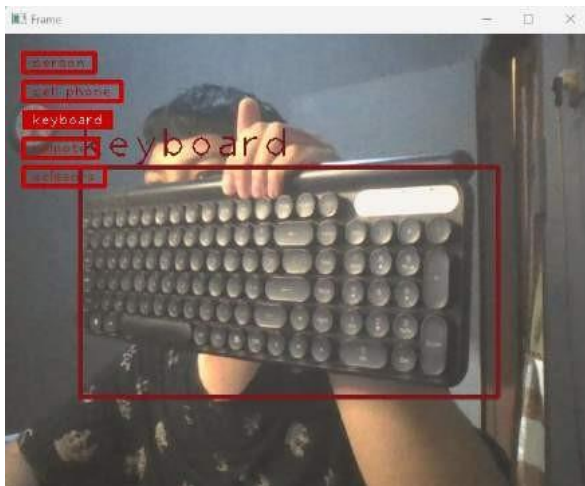 Frame
person
cell phone
keyboard
remote
scissors
keyboard